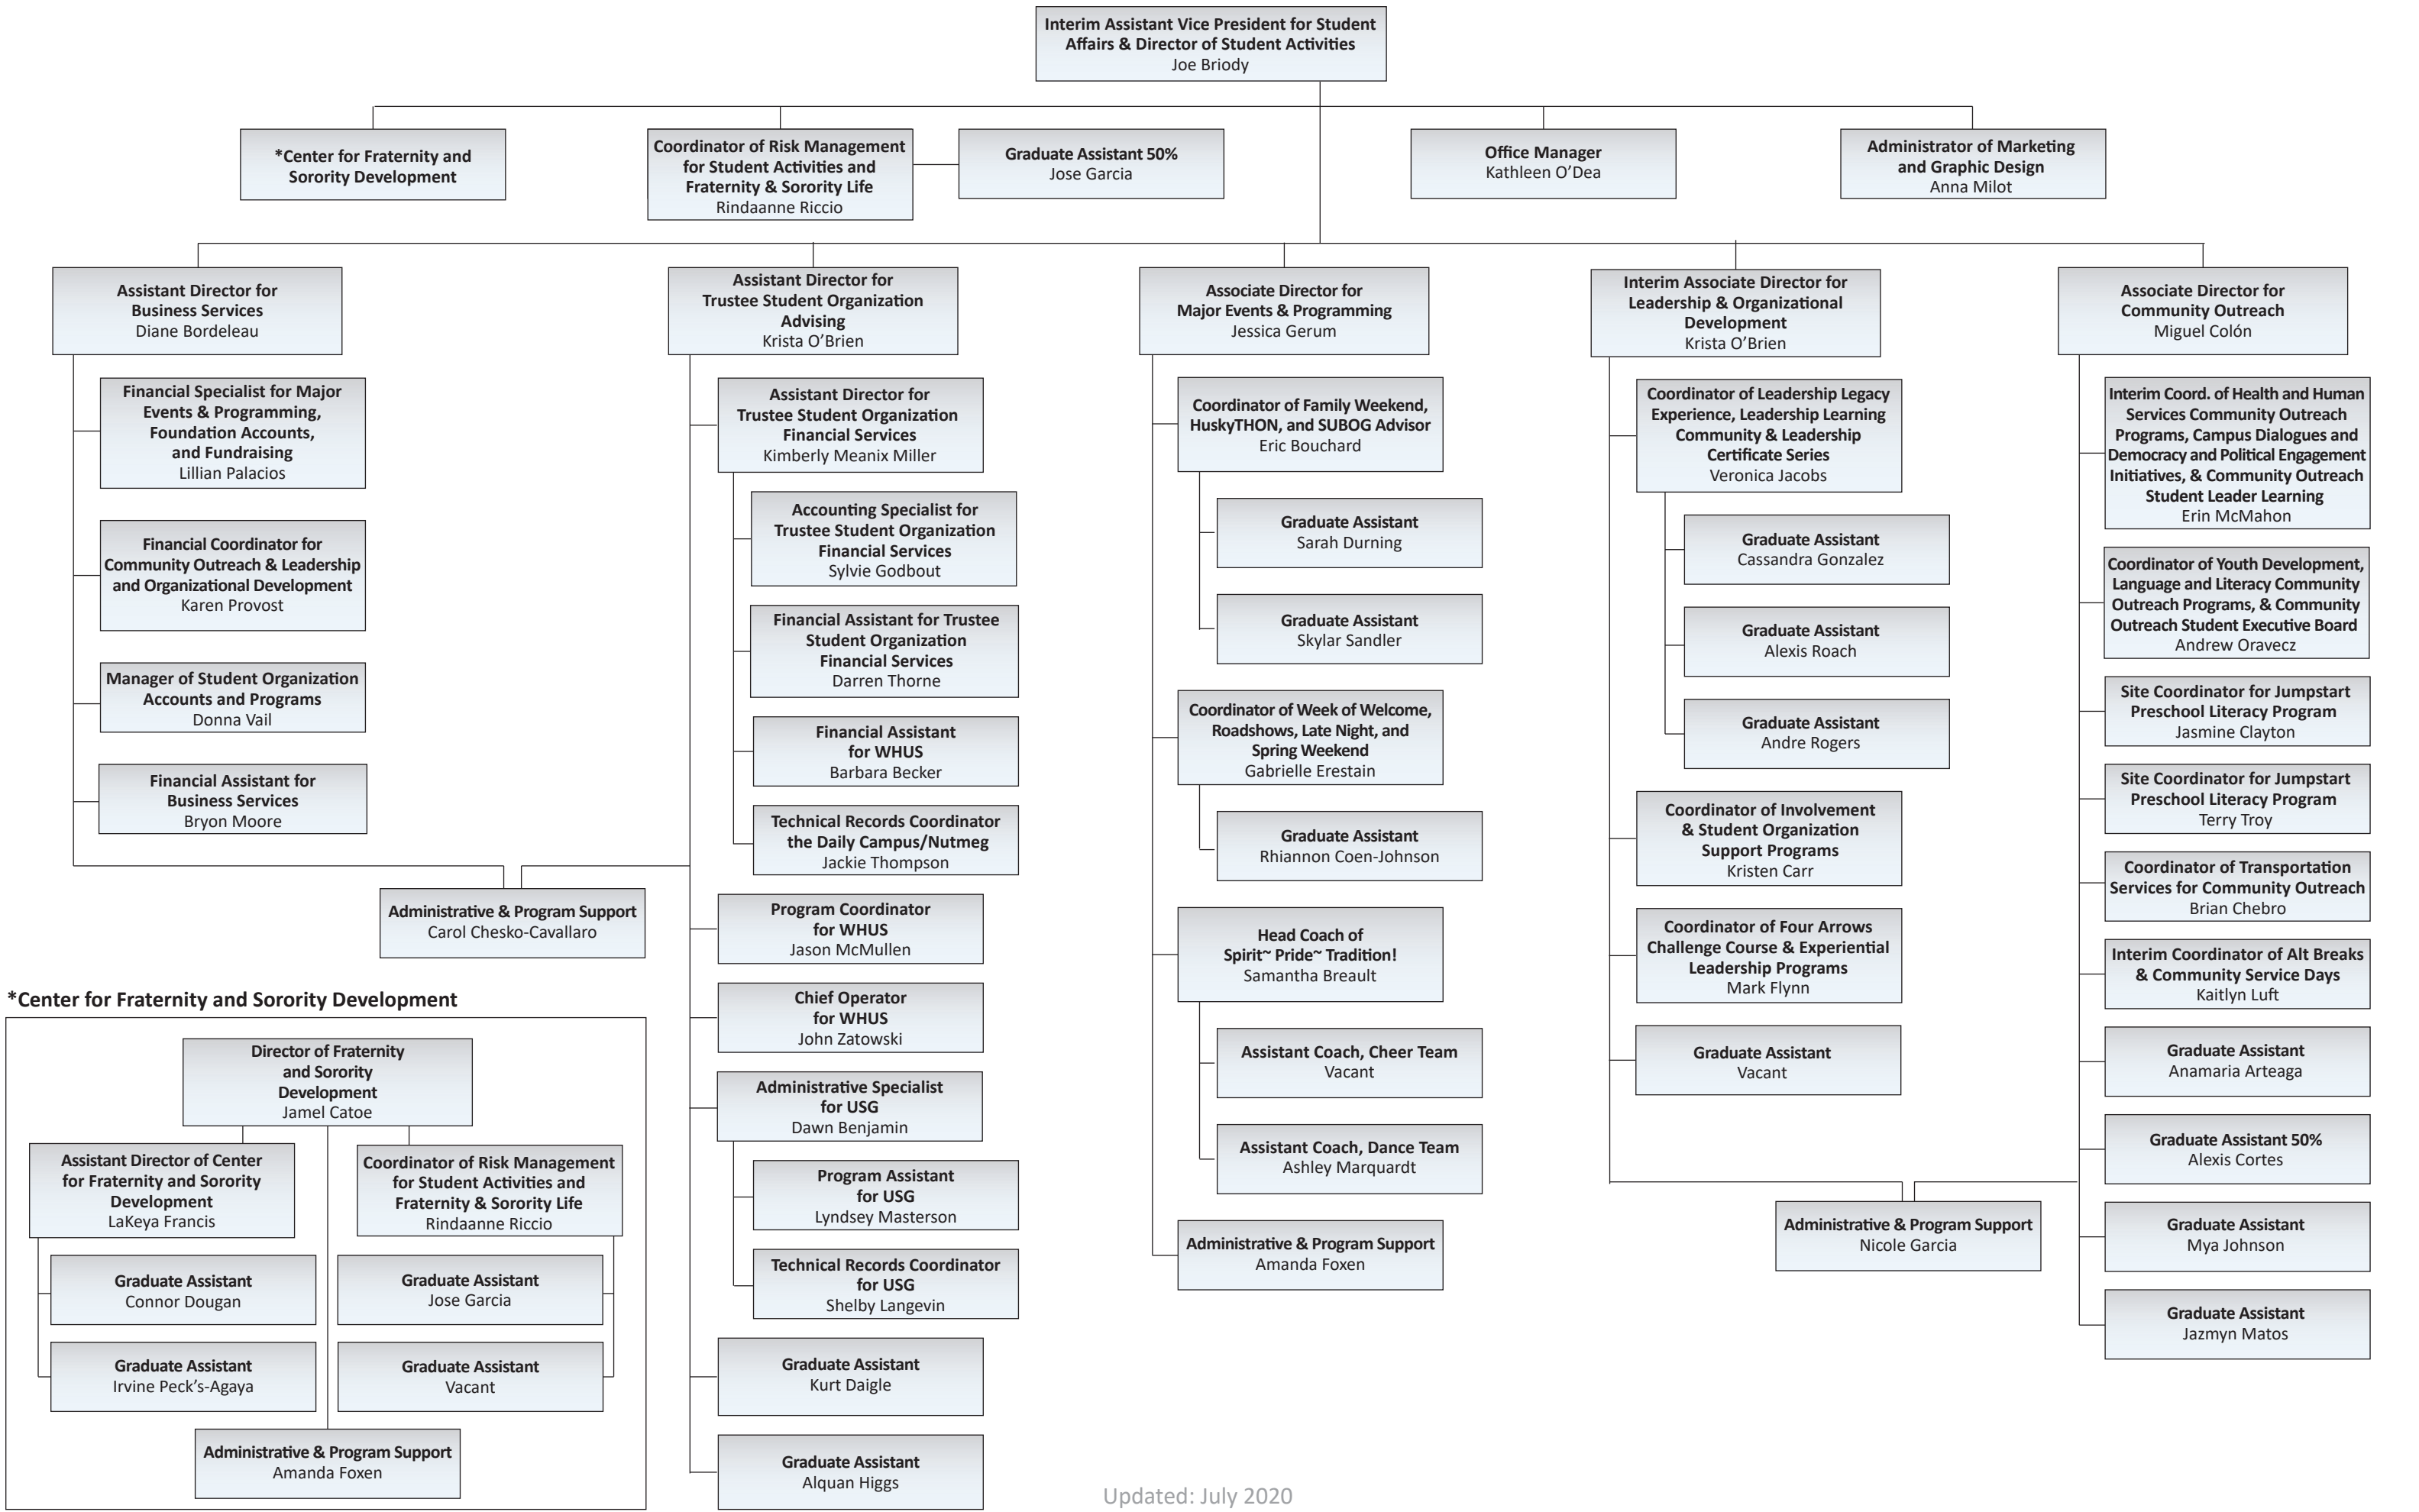 Interim Assistant Vice President for Student
Affairs & Director of Student Activities
Joe Briody
*Center for Fraternity and
Sorority Development
Coordinator of Risk Management
for Student Activities and
Fraternity & Sorority Life
Rindaanne Riccio
Graduate Assistant 50%
Jose Garcia
Office Manager
Kathleen O’Dea
Administrator of Marketing
and Graphic Design
Anna Milot
Assistant Director for
Business Services
Diane Bordeleau
Financial Specialist for Major
Events & Programming,
Foundation Accounts,
and Fundraising
Lillian Palacios
Financial Coordinator for
Community Outreach & Leadership
and Organizational Development
Karen Provost
Manager of Student Organization
Accounts and Programs
Donna Vail
Financial Assistant for
Business Services
Bryon Moore
Administrative & Program Support
Carol Chesko-Cavallaro
Assistant Director for
Trustee Student Organization
Advising
Krista O’Brien
Assistant Director for
Trustee Student Organization
Financial Services
Kimberly Meanix Miller
Accounting Specialist for
Trustee Student Organization
Financial Services
Sylvie Godbout
Financial Assistant for Trustee
Student Organization
Financial Services
Darren Thorne
Financial Assistant
for WHUS
Barbara Becker
Technical Records Coordinator
the Daily Campus/Nutmeg
Jackie Thompson
Program Coordinator
for WHUS
Jason McMullen
Chief Operator
for WHUS
John Zatowski
Administrative Specialist
for USG
Dawn Benjamin
Program Assistant
for USG
Lyndsey Masterson
Technical Records Coordinator
for USG
Shelby Langevin
Graduate Assistant
Kurt Daigle
Graduate Assistant
Alquan Higgs
Associate Director for
Major Events & Programming
Jessica Gerum
Coordinator of Family Weekend,
HuskyTHON, and SUBOG Advisor
Eric Bouchard
Graduate Assistant
Sarah Durning
Graduate Assistant
Skylar Sandler
Coordinator of Week of Welcome,
Roadshows, Late Night, and
Spring Weekend
Gabrielle Erestain
Graduate Assistant
Rhiannon Coen-Johnson
Head Coach of
Spirit~ Pride~ Tradition!
Samantha Breault
Assistant Coach, Cheer Team
Vacant
Assistant Coach, Dance Team
Ashley Marquardt
Administrative & Program Support
Amanda Foxen
Interim Associate Director for
Leadership & Organizational
Development
Krista O’Brien
Coordinator of Leadership Legacy
Experience, Leadership Learning
Community & Leadership
Certificate Series
Veronica Jacobs
Graduate Assistant
Cassandra Gonzalez
Graduate Assistant
Alexis Roach
Graduate Assistant
Andre Rogers
Coordinator of Involvement
& Student Organization
Support Programs
Kristen Carr
Coordinator of Four Arrows
Challenge Course & Experiential
Leadership Programs
Mark Flynn
Graduate Assistant
Vacant
Administrative & Program Support
Nicole Garcia
Associate Director for
Community Outreach
Miguel Colón
Interim Coord. of Health and Human
Services Community Outreach
Programs, Campus Dialogues and
Democracy and Political Engagement
Initiatives, & Community Outreach
Student Leader Learning
Erin McMahon
Coordinator of Youth Development,
Language and Literacy Community
Outreach Programs, & Community
Outreach Student Executive Board
Andrew Oravecz
Site Coordinator for Jumpstart
Preschool Literacy Program
Jasmine Clayton
Site Coordinator for Jumpstart
Preschool Literacy Program
Terry Troy
Coordinator of Transportation
Services for Community Outreach
Brian Chebro
Interim Coordinator of Alt Breaks
& Community Service Days
Kaitlyn Luft
Graduate Assistant
Anamaria Arteaga
Graduate Assistant 50%
Alexis Cortes
Graduate Assistant
Mya Johnson
Graduate Assistant
Jazmyn Matos
*Center for Fraternity and Sorority Development
Director of Fraternity
and Sorority
Development
Jamel Catoe
Assistant Director of Center
for Fraternity and Sorority
Development
LaKeya Francis
Coordinator of Risk Management
for Student Activities and
Fraternity & Sorority Life
Rindaanne Riccio
Graduate Assistant
Connor Dougan
Graduate Assistant
Jose Garcia
Graduate Assistant
Irvine Peck’s-Agaya
Graduate Assistant
Vacant
Administrative & Program Support
Amanda Foxen
Updated: July 2020